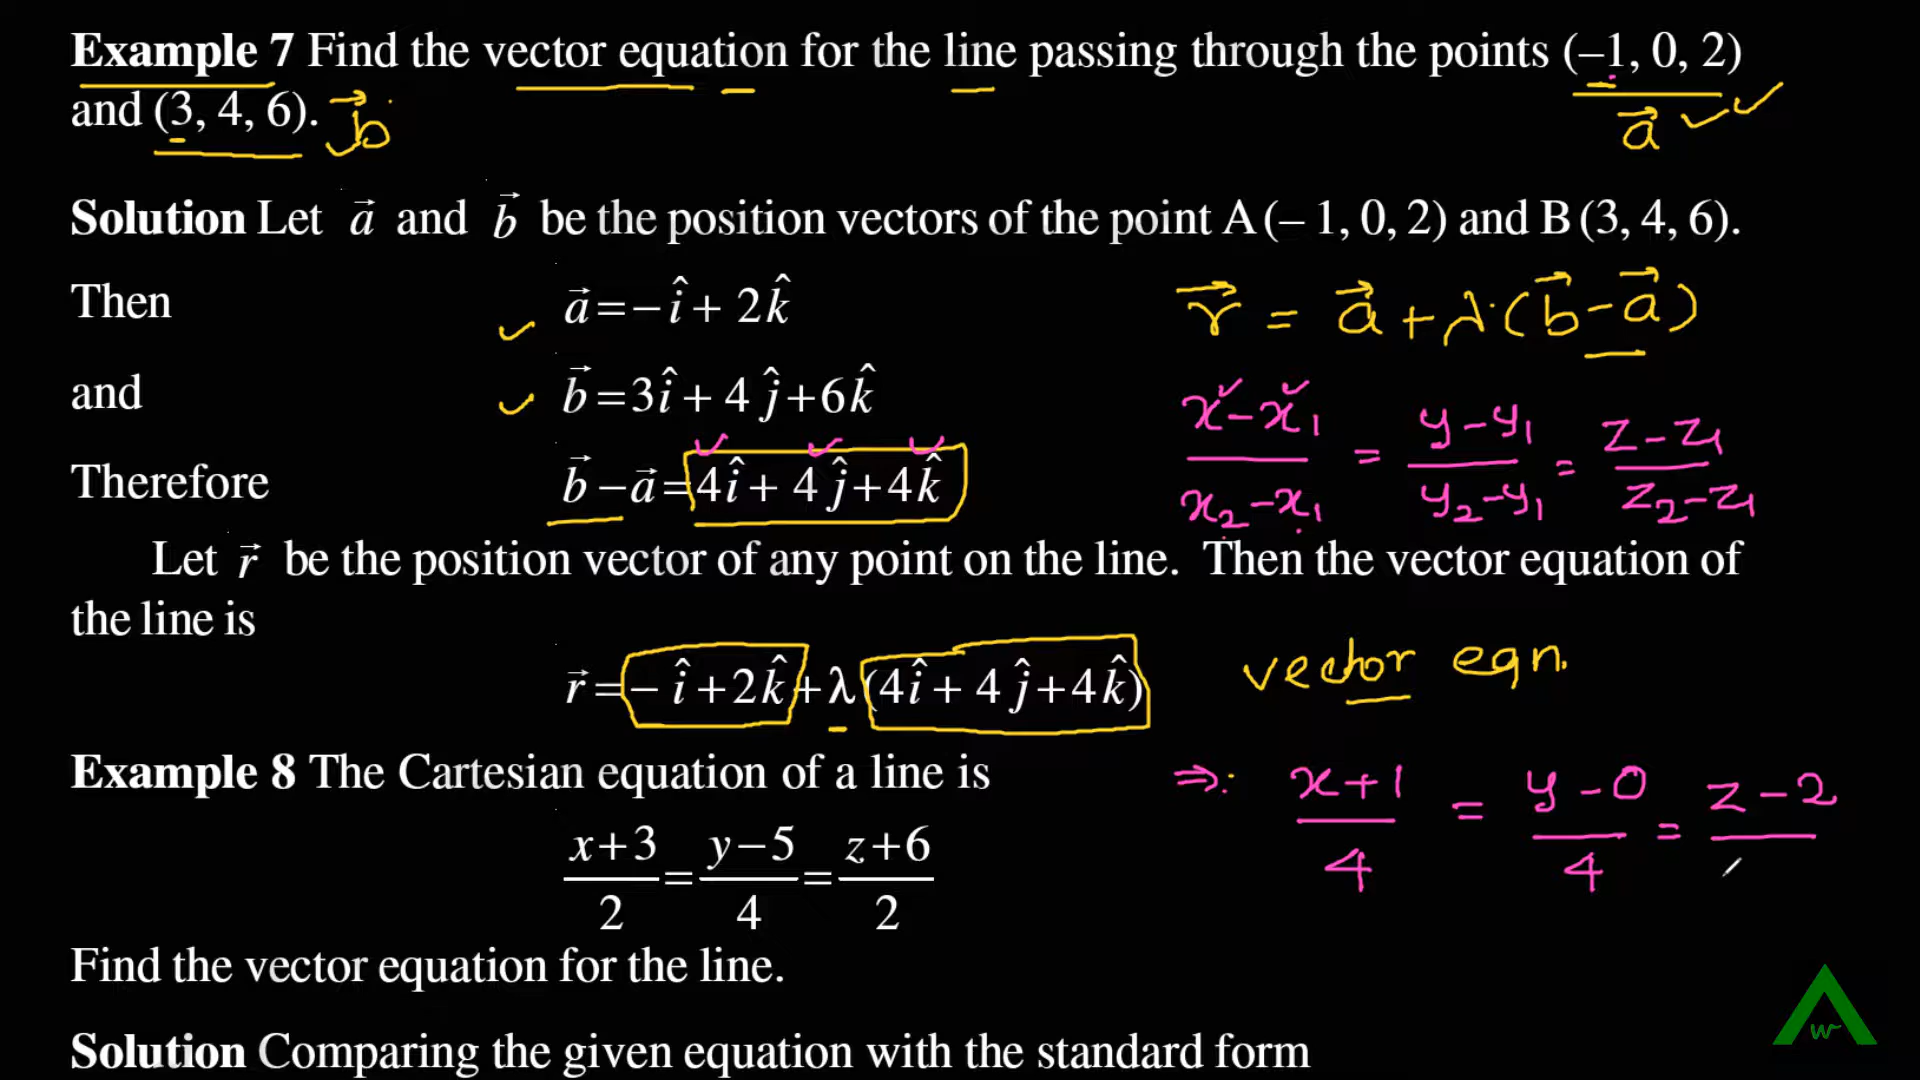 Example 7 Find the vector equation for the line passing through the points (–1, 0, 2)
and (3, 4, 6). b⃗ a⃗
Solution Let a⃗ and b⃗ be the position vectors of the point A (– 1, 0, 2) and B (3, 4, 6).
Then a⃗ = – î + 2k̂ r⃗ = a⃗ + λ·(b⃗ – a⃗)
and b⃗ = 3î + 4ĵ + 6k̂ (x – x₁)/(x₂ – x₁) = (y – y₁)/(y₂ – y₁) = (z – z₁)/(z₂ – z₁)
Therefore b⃗ – a⃗ = 4î + 4ĵ + 4k̂
Let r⃗ be the position vector of any point on the line. Then the vector equation of
the line is
r⃗ = – î + 2k̂ + λ (4î + 4ĵ + 4k̂) vector eqn.
Example 8 The Cartesian equation of a line is ⇒: (x + 1)/4 = (y – 0)/4 = z – 2
(x + 3)/2 = (y – 5)/4 = (z + 6)/2
Find the vector equation for the line.
Solution Comparing the given equation with the standard form